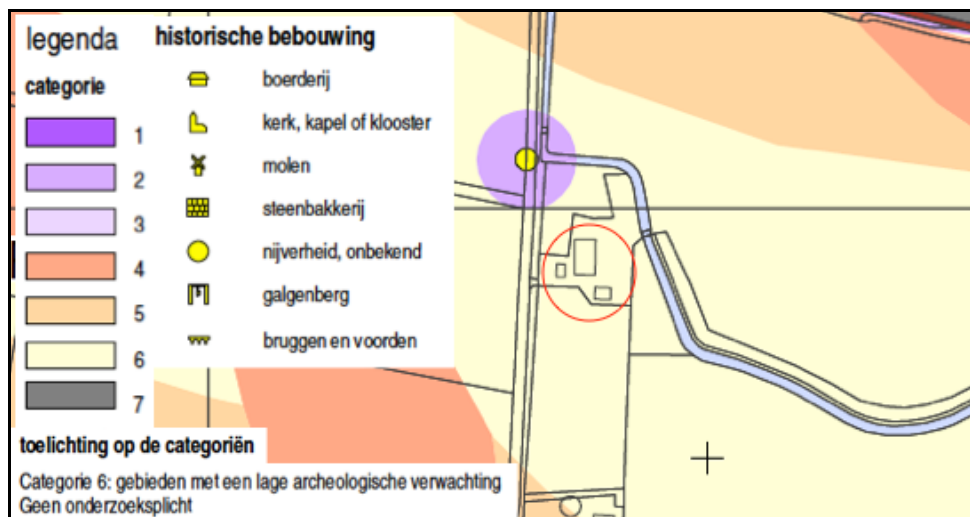 legenda
categorie
1
2
3
4
5
6
7
historische bebouwing
boerderij
kerk, kapel of klooster
molen
steenbakkerij
nijverheid, onbekend
galgenberg
bruggen en voorden
toelichting op de categoriën
Categorie 6: gebieden met een lage archeologische verwachting
Geen onderzoeksplicht